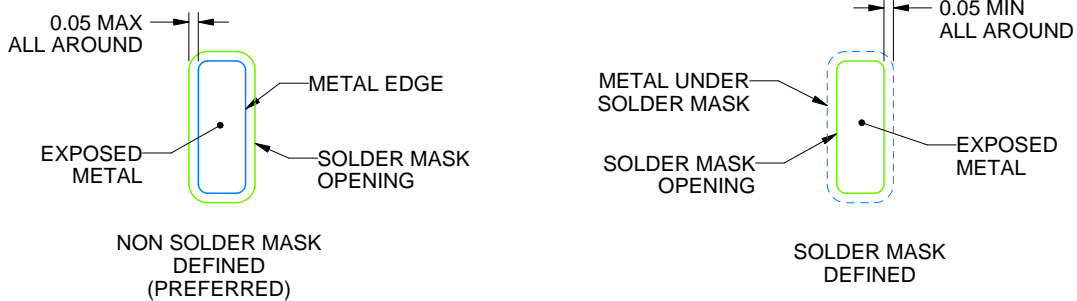 0.05 MAX
ALL AROUND
METAL EDGE
EXPOSED
METAL
SOLDER MASK
OPENING
NON SOLDER MASK
DEFINED
(PREFERRED)
0.05 MIN
ALL AROUND
METAL UNDER
SOLDER MASK
SOLDER MASK
OPENING
EXPOSED
METAL
SOLDER MASK
DEFINED